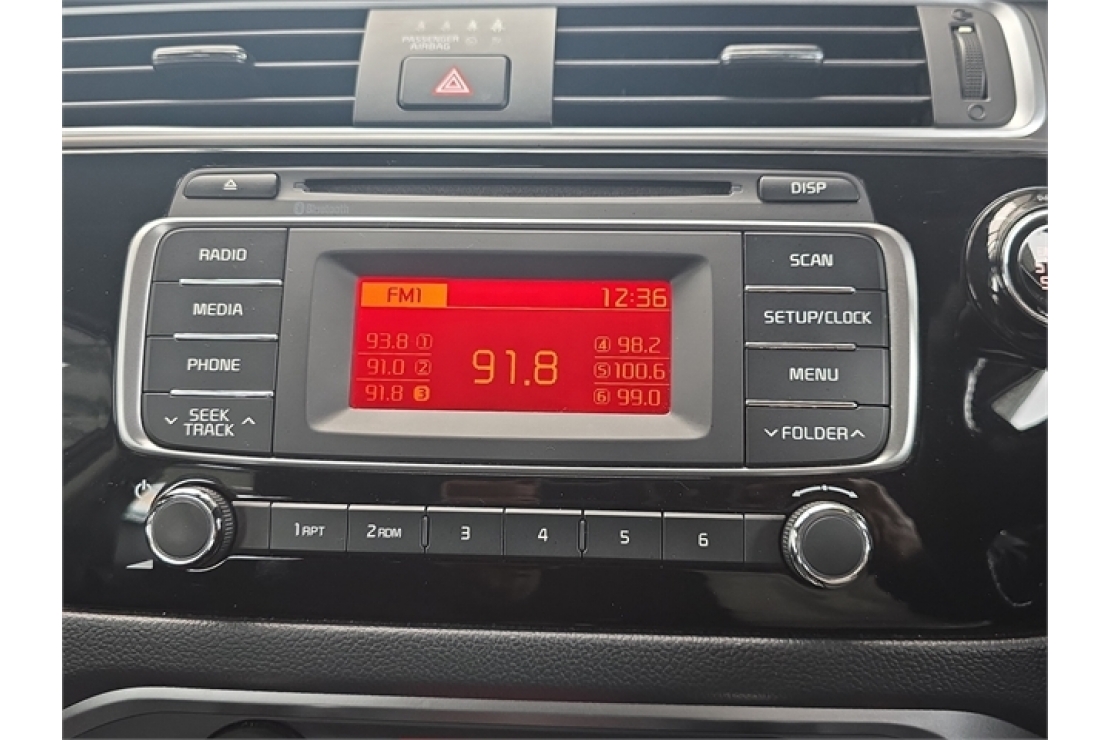 PASSENGER
AIRBAG
DISP
Bluetooth
RADIO
SCAN
FM1 12:36
MEDIA
SETUP/CLOCK
93.8 1
4 98.2
91.0 2
91.8
5 100.6
PHONE
MENU
91.8 3
6 99.0
SEEK
TRACK
FOLDER
1 RPT
2 RDM
3
4
5
6